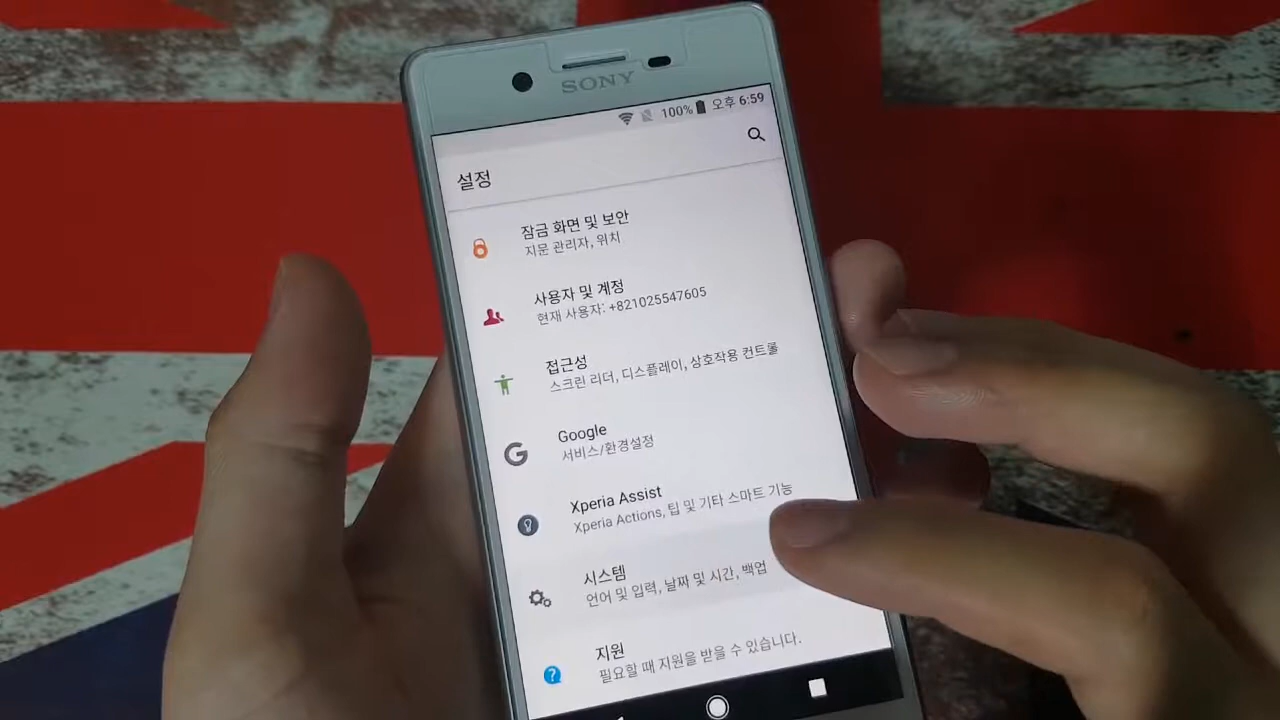 SONY
100% 오후 6:59
설정
잠금 화면 및 보안
지문 관리자, 위치
사용자 및 계정
현재 사용자: +821025547605
접근성
스크린 리더, 디스플레이, 상호작용 컨트롤
Google
서비스/환경설정
Xperia Assist
Xperia Actions, 팁 및 기타 스마트 기능
시스템
언어 및 입력, 날짜 및 시간, 백업
지원
필요할 때 지원을 받을 수 있습니다.